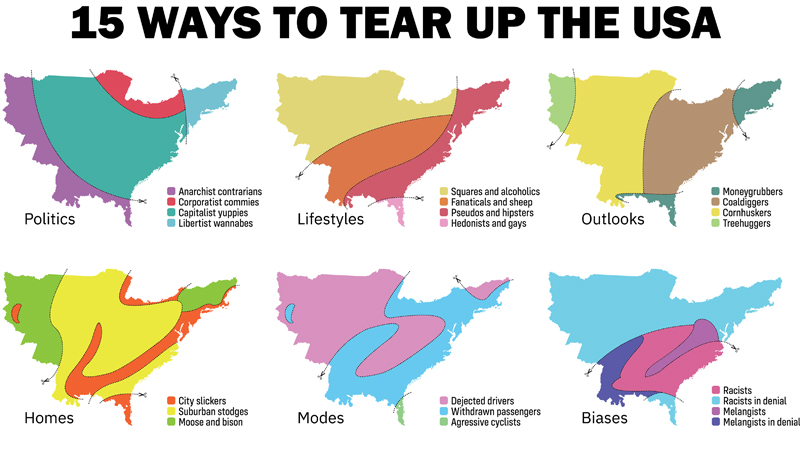 15 WAYS TO TEAR UP THE USA
Politics
Anarchist contrarians
Corporatist commies
Capitalist yuppies
Libertist wannabes
Lifestyles
Squares and alcoholics
Fanaticals and sheep
Pseudos and hipsters
Hedonists and gays
Outlooks
Moneygrubbers
Coaldiggers
Cornhuskers
Treehuggers
Homes
City slickers
Suburban stodges
Moose and bison
Modes
Dejected drivers
Withdrawn passengers
Agressive cyclists
Biases
Racists
Racists in denial
Melangists
Melangists in denial